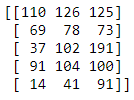 [[110 126 125]
 [ 69  78  73]
 [ 37 102 191]
 [ 91 104 100]
 [ 14  41  91]]